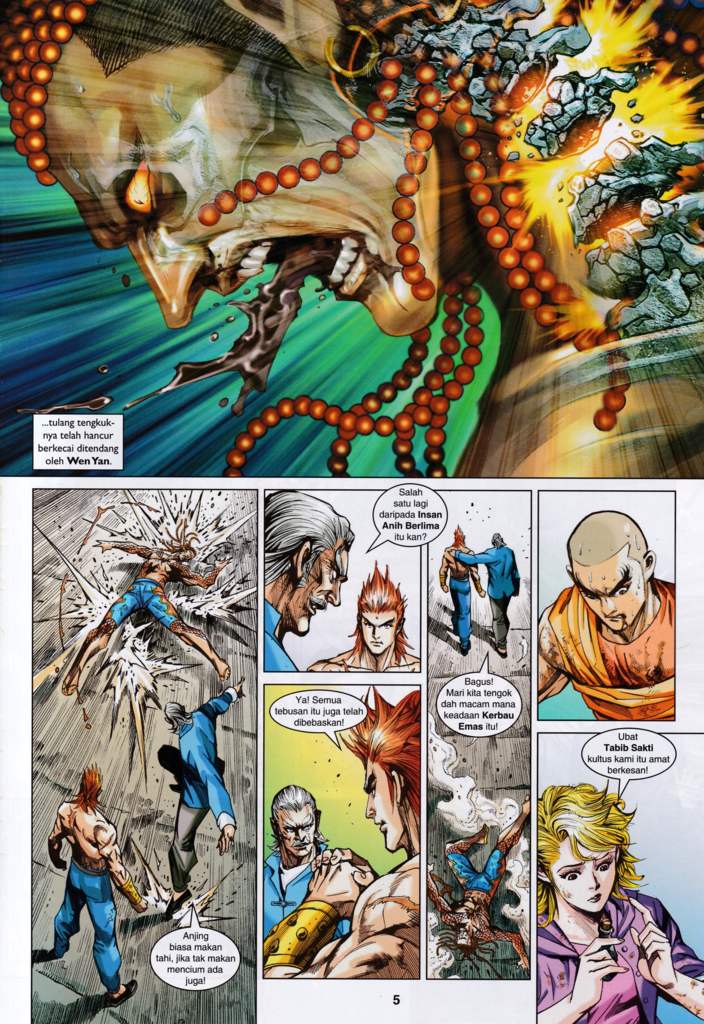 ...tulang tengkuk-
nya telah hancur
berkecai ditendang
oleh Wen Yan.
Anjing
biasa makan
tahi, jika tak makan
mencium ada
juga!
Salah
satu lagi
daripada Insan
Anih Berlima
itu kan?
Ya! Semua
tebusan itu juga telah
dibebaskan!
Bagus!
Mari kita tengok
dah macam mana
keadaan Kerbau
Emas itu!
Ubat
Tabib Sakti
kultus kami itu amat
berkesan!
5